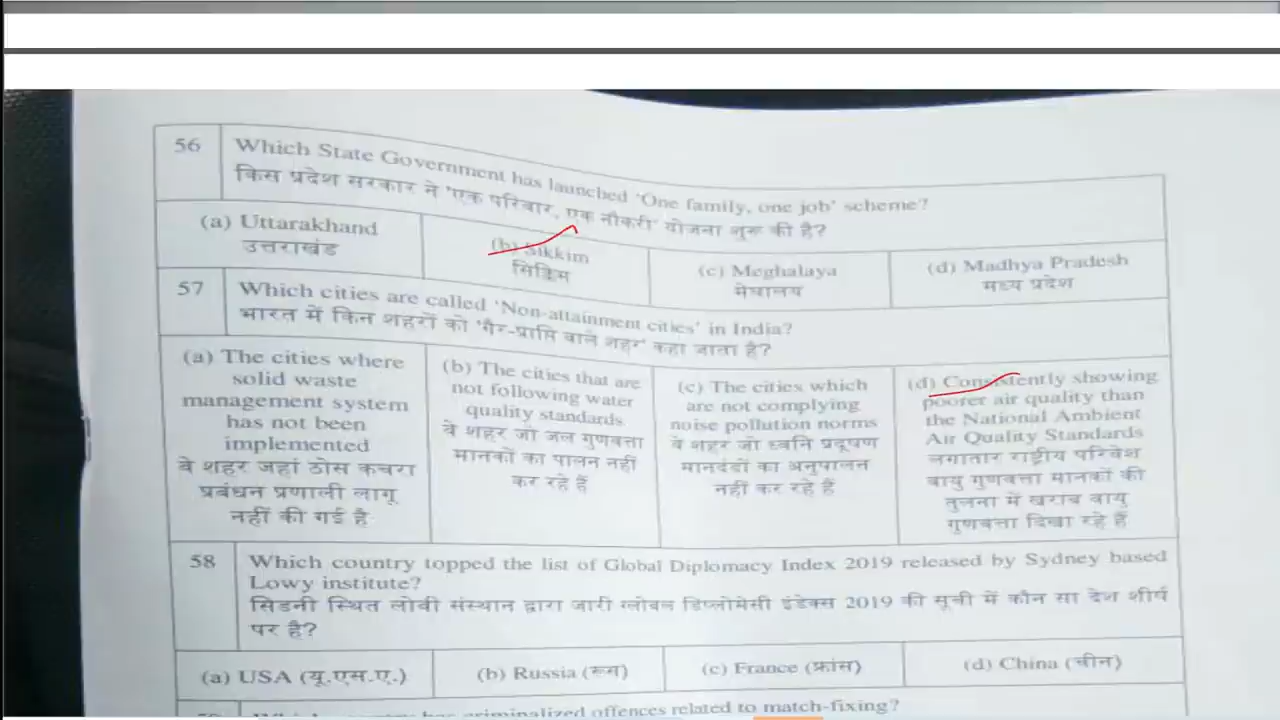 56
Which State Government has launched 'One family, one job' scheme?
किस प्रदेश सरकार ने 'एक परिवार, एक नौकरी' योजना शुरू की है?
(a) Uttarakhand
उत्तराखंड
(b) Sikkim
सिक्किम
(c) Meghalaya
मेघालय
(d) Madhya Pradesh
मध्य प्रदेश
57
Which cities are called 'Non-attainment cities' in India?
भारत में किन शहरों को 'गैर-प्राप्ति वाले शहर' कहा जाता है?
(a) The cities where
solid waste
management system
has not been
implemented
वे शहर जहां ठोस कचरा
प्रबंधन प्रणाली लागू
नहीं की गई है
(b) The cities that are
not following water
quality standards
वे शहर जो जल गुणवत्ता
मानकों का पालन नहीं
कर रहे हैं
(c) The cities which
are not complying
noise pollution norms
वे शहर जो ध्वनि प्रदूषण
मानदंडों का अनुपालन
नहीं कर रहे हैं
(d) Consistently showing
poorer air quality than
the National Ambient
Air Quality Standards
लगातार राष्ट्रीय परिवेश
वायु गुणवत्ता मानकों की
तुलना में खराब वायु
गुणवत्ता दिखा रहे हैं
58
Which country topped the list of Global Diplomacy Index 2019 released by Sydney based
Lowy institute?
सिडनी स्थित लोवी संस्थान द्वारा जारी ग्लोबल डिप्लोमेसी इंडेक्स 2019 की सूची में कौन सा देश शीर्ष
पर है?
(a) USA (यू.एस.ए.)
(b) Russia (रूस)
(c) France (फ्रांस)
(d) China (चीन)
criminalized offences related to match-fixing?